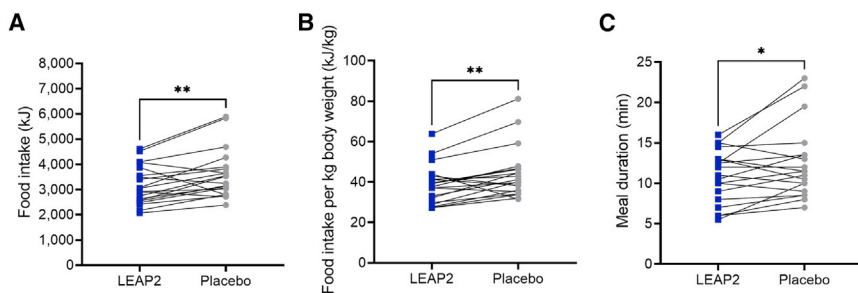 A
Food intake (kJ)
8,000
7,000
6,000
5,000
4,000
3,000
2,000
1,000
0
**
LEAP2
Placebo
B
Food intake per kg body weight (kJ/kg)
100
80
60
40
20
0
**
LEAP2
Placebo
C
Meal duration (min)
25
20
15
10
5
0
*
LEAP2
Placebo